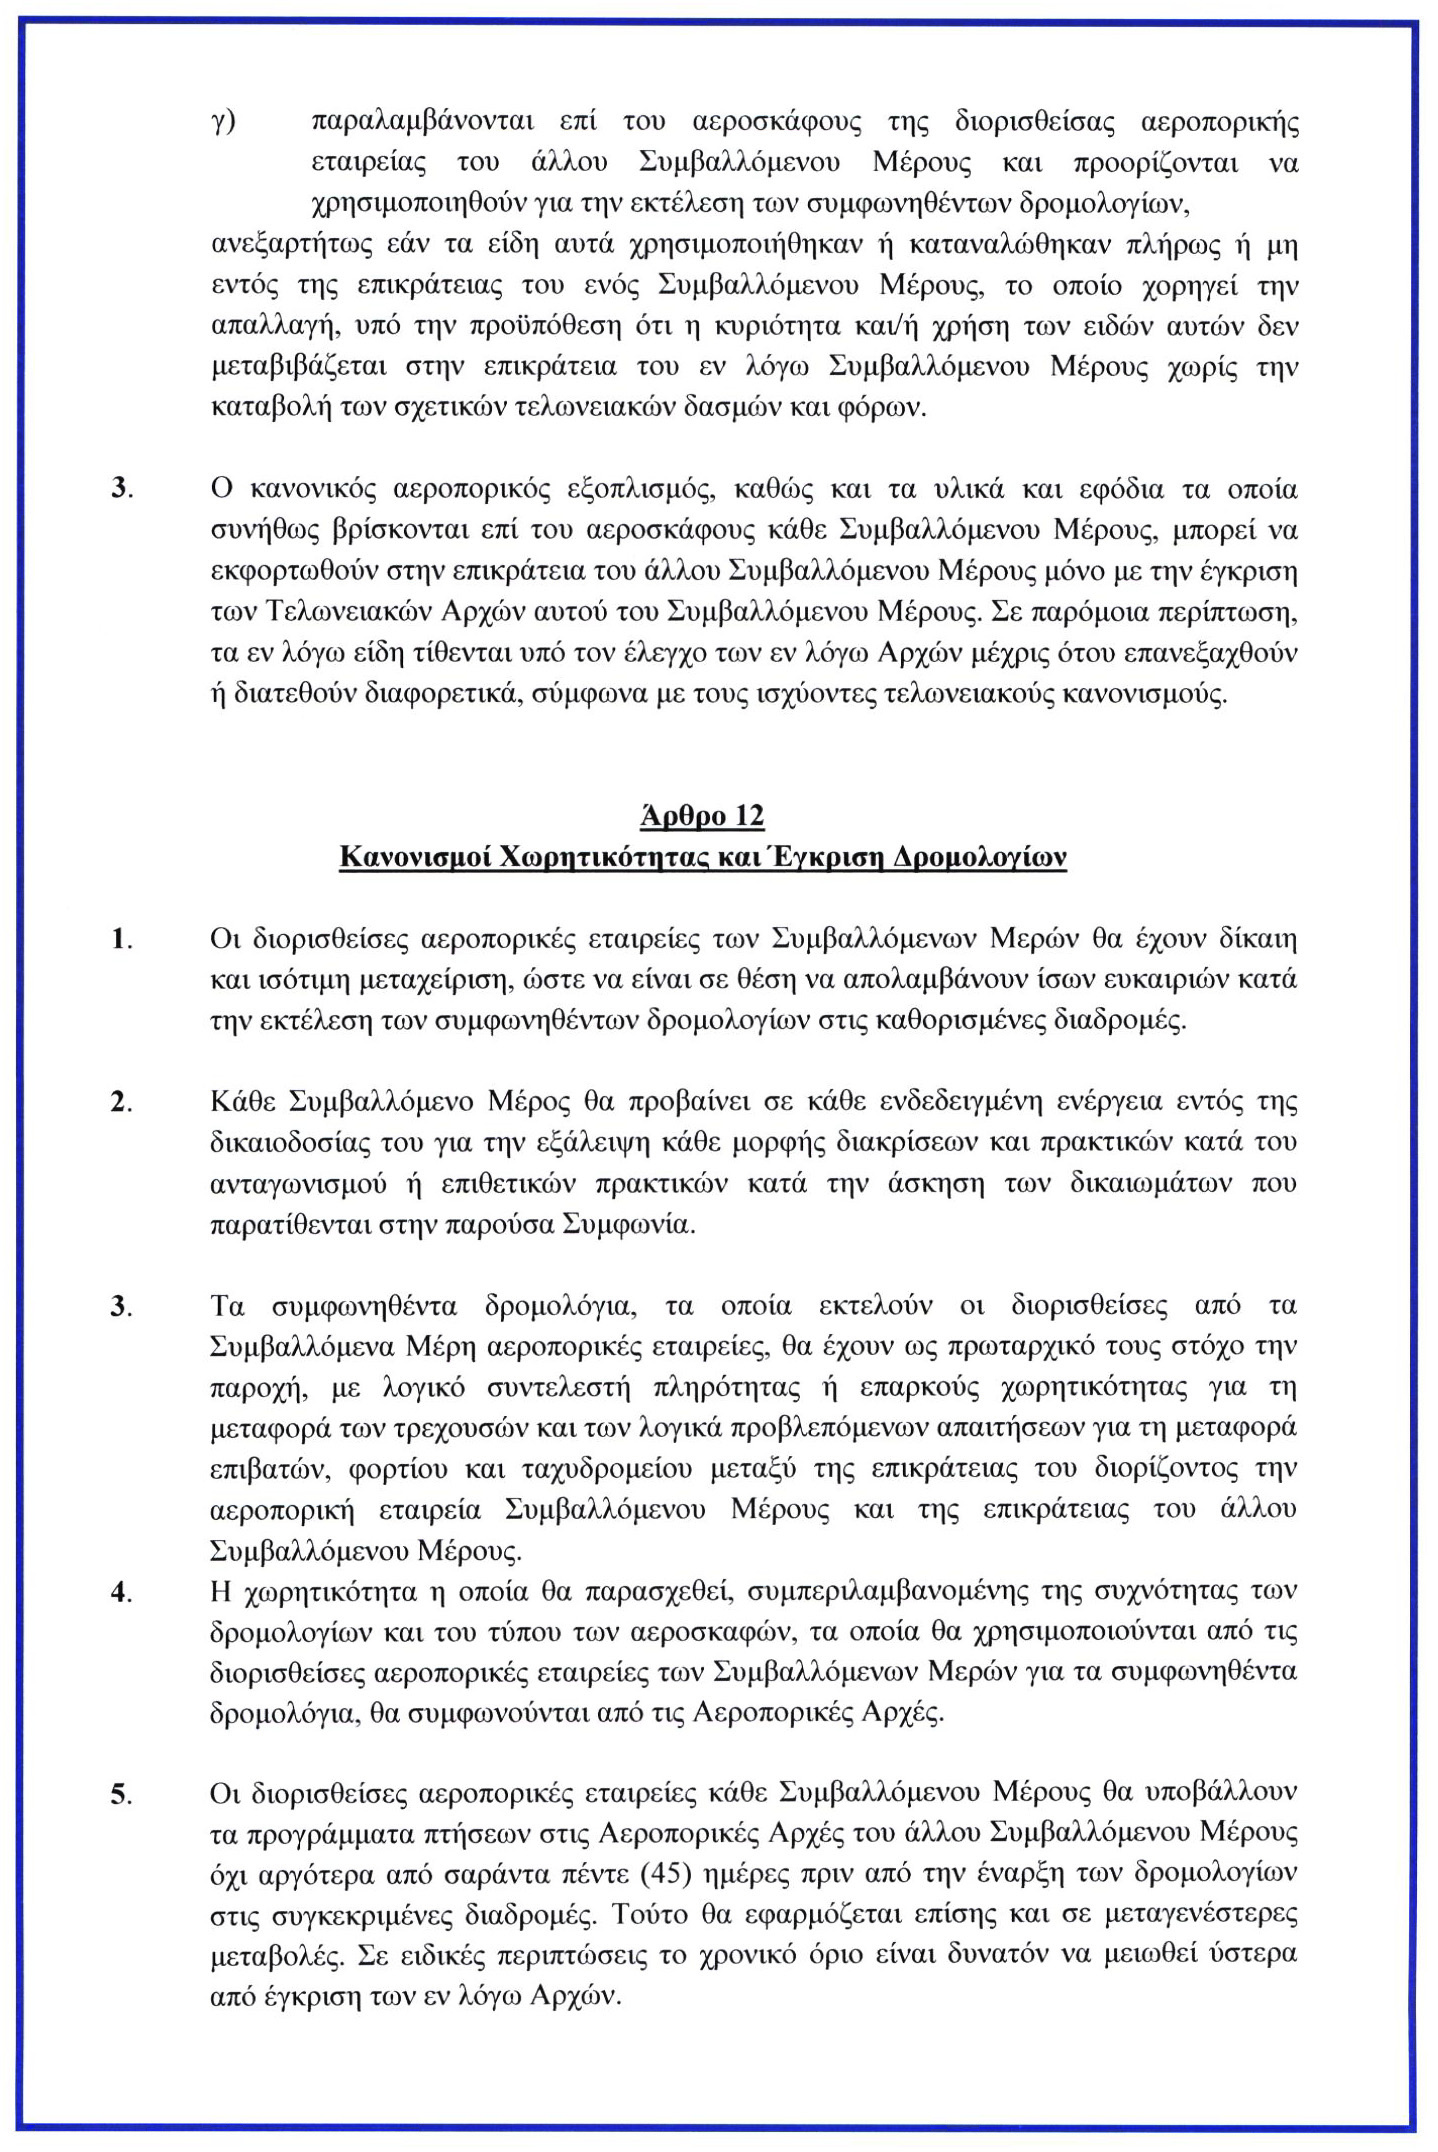 γ) παραλαμβάνονται επί του αεροσκάφους της διορισθείσας αεροπορικής
εταιρείας του άλλου Συμβαλλόμενου Μέρους και προορίζονται να
χρησιμοποιηθούν για την εκτέλεση των συμφωνηθέντων δρομολογίων,
ανεξαρτήτως εάν τα είδη αυτά χρησιμοποιήθηκαν ή καταναλώθηκαν πλήρως ή μη
εντός της επικράτειας του ενός Συμβαλλόμενου Μέρους, το οποίο χορηγεί την
απαλλαγή, υπό την προϋπόθεση ότι η κυριότητα και/ή χρήση των ειδών αυτών δεν
μεταβιβάζεται στην επικράτεια του εν λόγω Συμβαλλόμενου Μέρους χωρίς την
καταβολή των σχετικών τελωνειακών δασμών και φόρων.
3. Ο κανονικός αεροπορικός εξοπλισμός, καθώς και τα υλικά και εφόδια τα οποία
συνήθως βρίσκονται επί του αεροσκάφους κάθε Συμβαλλόμενου Μέρους, μπορεί να
εκφορτωθούν στην επικράτεια του άλλου Συμβαλλόμενου Μέρους μόνο με την έγκριση
των Τελωνειακών Αρχών αυτού του Συμβαλλόμενου Μέρους. Σε παρόμοια περίπτωση,
τα εν λόγω είδη τίθενται υπό τον έλεγχο των εν λόγω Αρχών μέχρις ότου επανεξαχθούν
ή διατεθούν διαφορετικά, σύμφωνα με τους ισχύοντες τελωνειακούς κανονισμούς.
Άρθρο 12
Κανονισμοί Χωρητικότητας και Έγκριση Δρομολογίων
1. Οι διορισθείσες αεροπορικές εταιρείες των Συμβαλλόμενων Μερών θα έχουν δίκαιη
και ισότιμη μεταχείριση, ώστε να είναι σε θέση να απολαμβάνουν ίσων ευκαιριών κατά
την εκτέλεση των συμφωνηθέντων δρομολογίων στις καθορισμένες διαδρομές.
2. Κάθε Συμβαλλόμενο Μέρος θα προβαίνει σε κάθε ενδεδειγμένη ενέργεια εντός της
δικαιοδοσίας του για την εξάλειψη κάθε μορφής διακρίσεων και πρακτικών κατά του
ανταγωνισμού ή επιθετικών πρακτικών κατά την άσκηση των δικαιωμάτων που
παρατίθενται στην παρούσα Συμφωνία.
3. Τα συμφωνηθέντα δρομολόγια, τα οποία εκτελούν οι διορισθείσες από τα
Συμβαλλόμενα Μέρη αεροπορικές εταιρείες, θα έχουν ως πρωταρχικό τους στόχο την
παροχή, με λογικό συντελεστή πληρότητας ή επαρκούς χωρητικότητας για τη
μεταφορά των τρεχουσών και των λογικά προβλεπόμενων απαιτήσεων για τη μεταφορά
επιβατών, φορτίου και ταχυδρομείου μεταξύ της επικράτειας του διορίζοντος την
αεροπορική εταιρεία Συμβαλλόμενου Μέρους και της επικράτειας του άλλου
Συμβαλλόμενου Μέρους.
4. Η χωρητικότητα η οποία θα παρασχεθεί, συμπεριλαμβανομένης της συχνότητας των
δρομολογίων και του τύπου των αεροσκαφών, τα οποία θα χρησιμοποιούνται από τις
διορισθείσες αεροπορικές εταιρείες των Συμβαλλόμενων Μερών για τα συμφωνηθέντα
δρομολόγια, θα συμφωνούνται από τις Αεροπορικές Αρχές.
5. Οι διορισθείσες αεροπορικές εταιρείες κάθε Συμβαλλόμενου Μέρους θα υποβάλλουν
τα προγράμματα πτήσεων στις Αεροπορικές Αρχές του άλλου Συμβαλλόμενου Μέρους
όχι αργότερα από σαράντα πέντε (45) ημέρες πριν από την έναρξη των δρομολογίων
στις συγκεκριμένες διαδρομές. Τούτο θα εφαρμόζεται επίσης και σε μεταγενέστερες
μεταβολές. Σε ειδικές περιπτώσεις το χρονικό όριο είναι δυνατόν να μειωθεί ύστερα
από έγκριση των εν λόγω Αρχών.